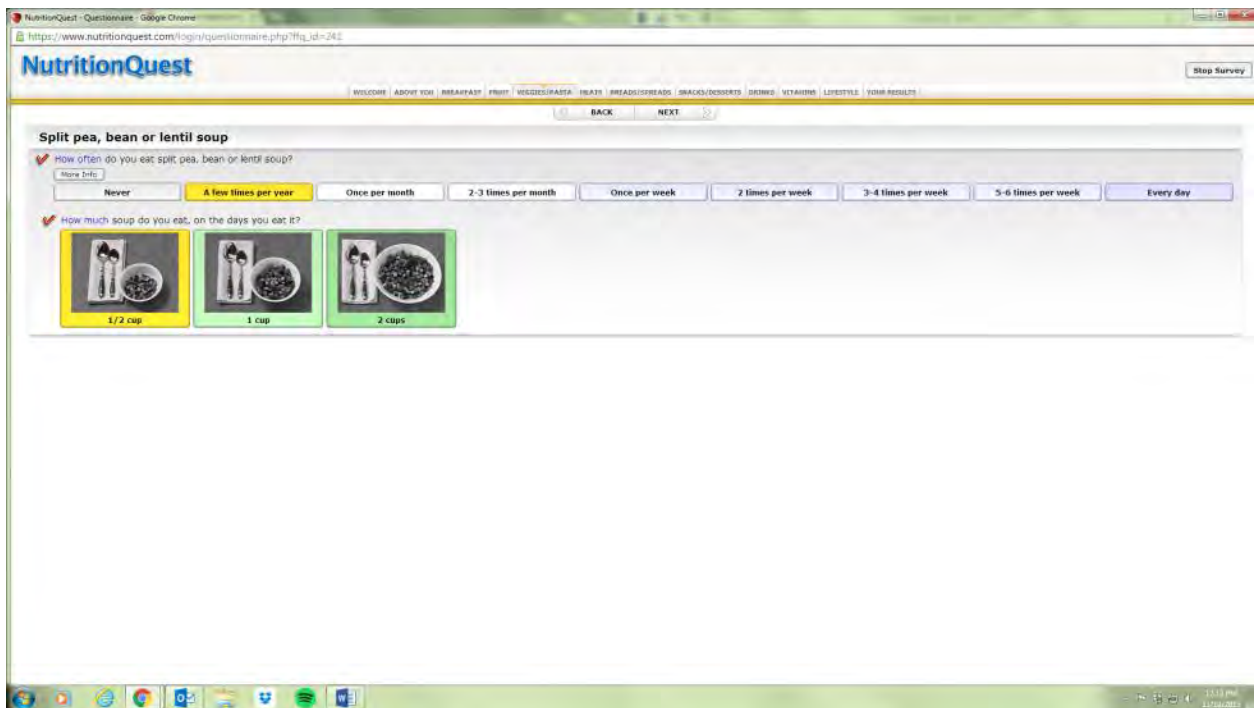 NutritionQuest - Questionnaire - Google Chrome
https://www.nutritionquest.com/login/questionnaire.php?ffq_id=242
NutritionQuest
Stop Survey
WELCOME ABOUT YOU BREAKFAST FRUIT VEGGIES/PASTA MEATS BREADS/SPREADS SNACKS/DESSERTS DRINKS VITAMINS LIFESTYLE YOUR RESULTS
BACK NEXT
Split pea, bean or lentil soup
How often do you eat split pea, bean or lentil soup?
More Info
Never A few times per year Once per month 2-3 times per month Once per week 2 times per week 3-4 times per week 5-6 times per week Every day
How much soup do you eat, on the days you eat it?
1/2 cup 1 cup 2 cups